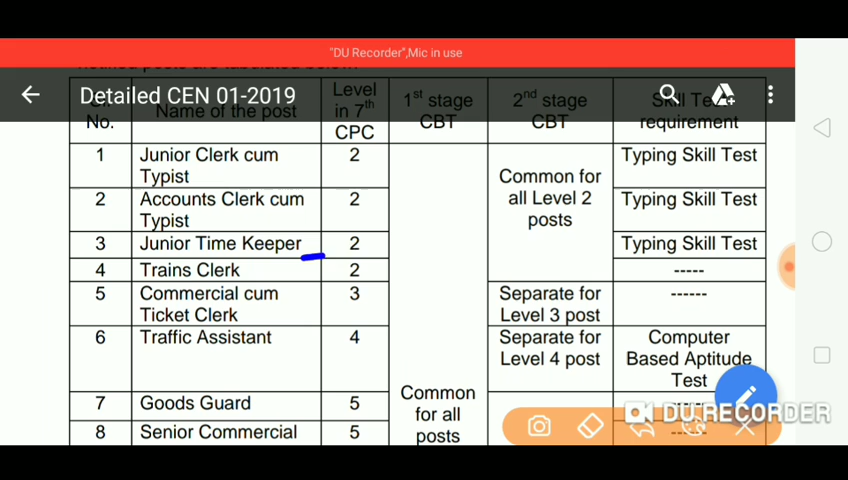 "DU Recorder",Mic in use
Detailed CEN 01-2019
No.
Name of the post
Level
in 7th
CPC
1st stage
CBT
2nd stage
CBT
Skill Test
requirement
1
Junior Clerk cum
Typist
2
Typing Skill Test
2
Accounts Clerk cum
Typist
2
Typing Skill Test
3
Junior Time Keeper
2
Typing Skill Test
4
Trains Clerk
2
-----
Common for
all Level 2
posts
5
Commercial cum
Ticket Clerk
3
Separate for
Level 3 post
------
6
Traffic Assistant
4
Separate for
Level 4 post
Computer
Based Aptitude
Test
7
Goods Guard
5
8
Senior Commercial
5
Common
for all
posts
DU RECORDER